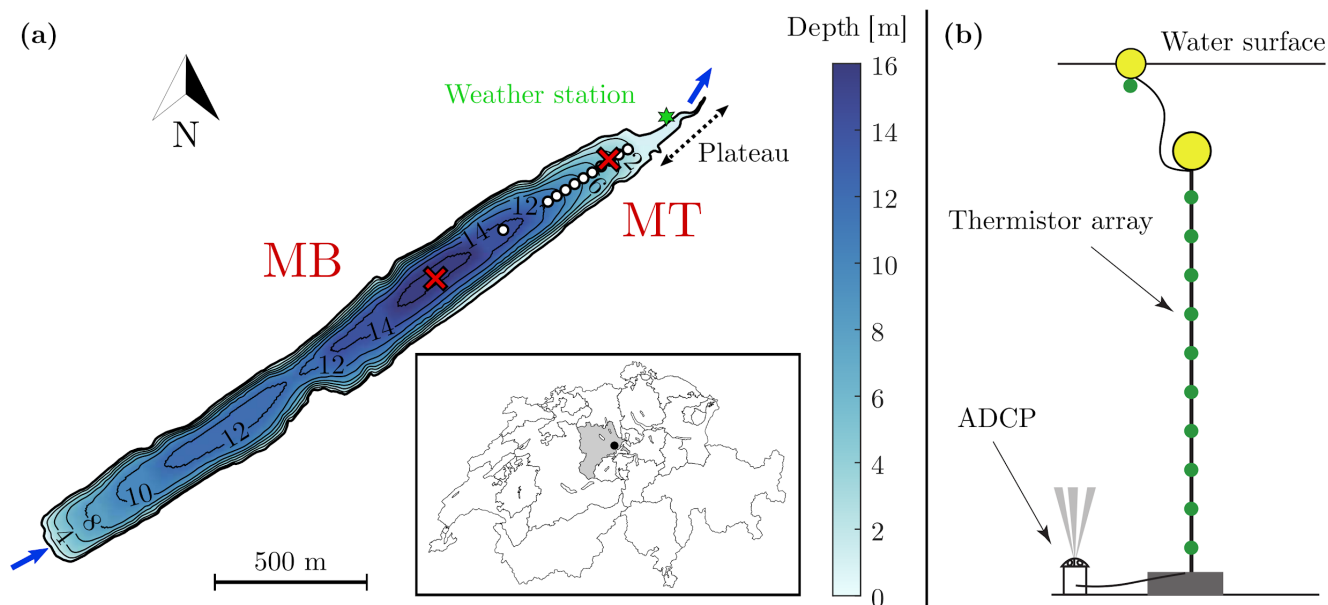 (a)
N
Weather station
Plateau
MT
MB
2
6
12
14
14
12
12
10
8
4
500 m
Depth [m]
16
14
12
10
8
6
4
2
0
(b)
Water surface
Thermistor array
ADCP